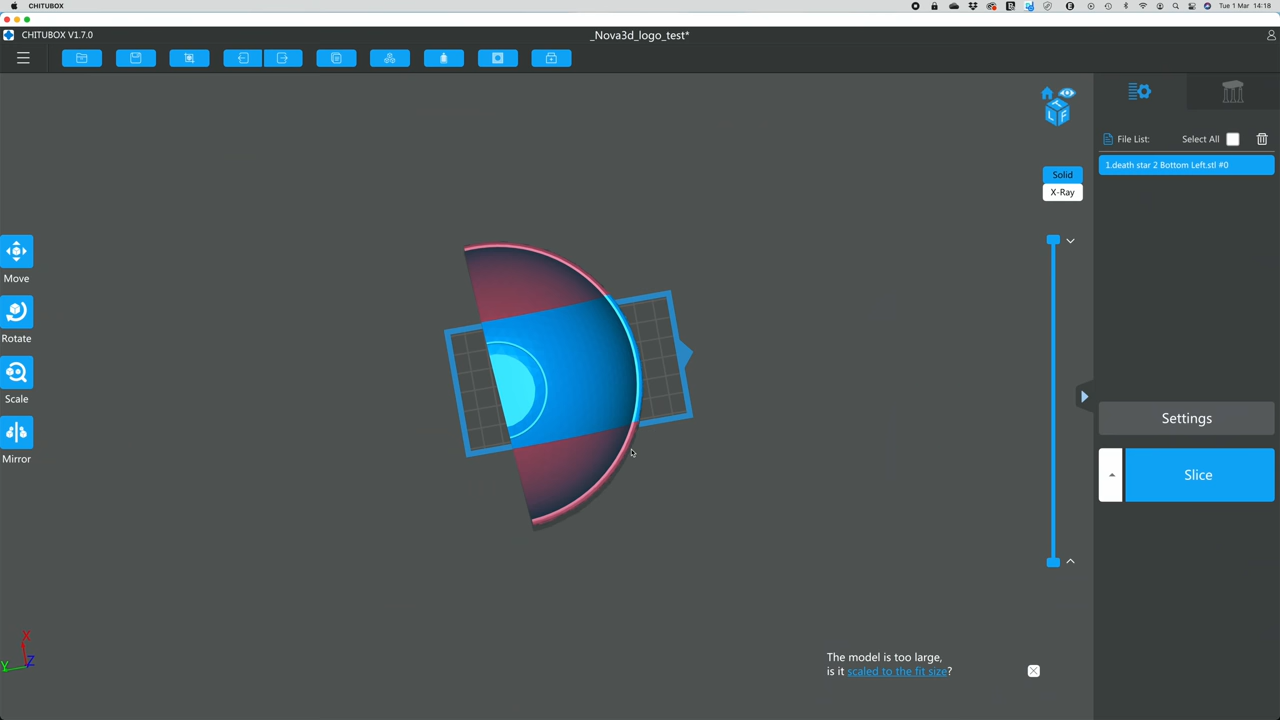 CHITUBOX
Tue 1 Mar 14:18
CHITUBOX V1.7.0
_Nova3d_logo_test*
T
L F
File List:
Select All
1.death star 2 Bottom Left.stl #0
Solid
X-Ray
Move
Rotate
Scale
Mirror
Settings
Slice
X
Y
Z
The model is too large,
is it scaled to the fit size?